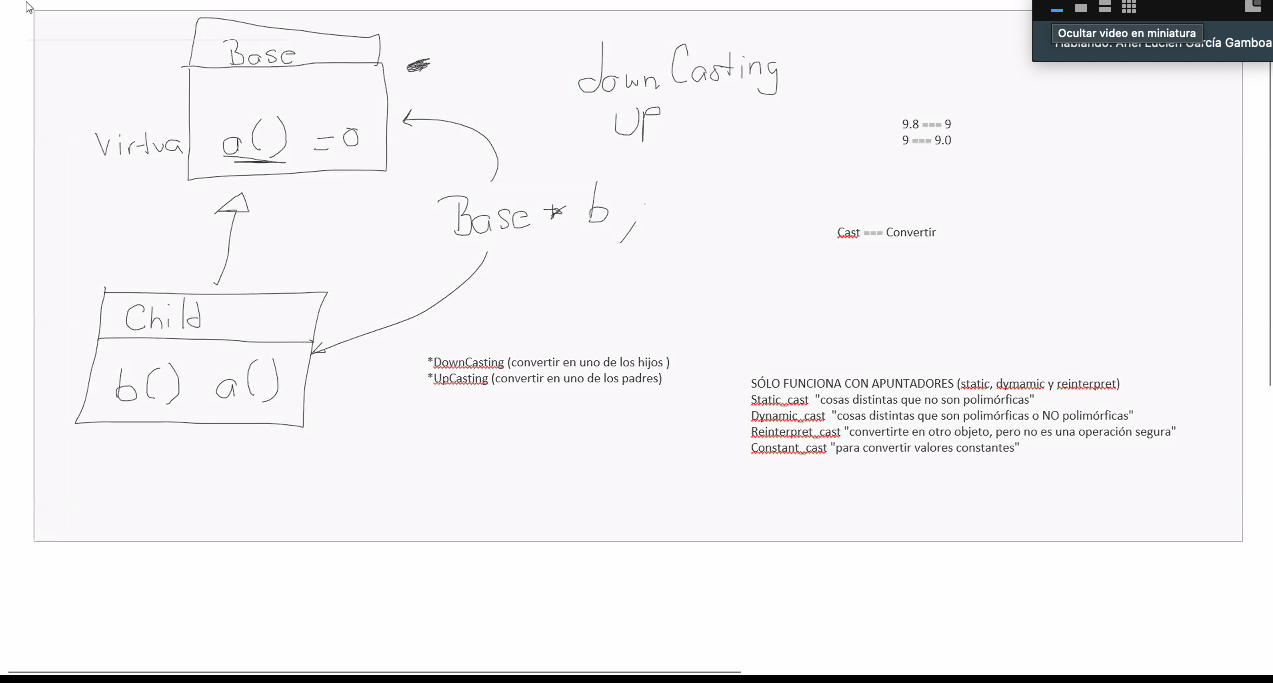 Ocultar video en miniatura
Hablando: Ariel Lucien García Gamboa
Base
Virtua
a() =0
down Casting
UP
9.8 === 9
9 === 9.0
Base * b ;
Cast === Convertir
Child
b() a()
*DownCasting (convertir en uno de los hijos )
*UpCasting (convertir en uno de los padres)
SÓLO FUNCIONA CON APUNTADORES (static, dymamic y reinterpret)
Static_cast "cosas distintas que no son polimórficas"
Dynamic_cast "cosas distintas que son polimórficas o NO polimórficas"
Reinterpret_cast "convertirte en otro objeto, pero no es una operación segura"
Constant_cast "para convertir valores constantes"